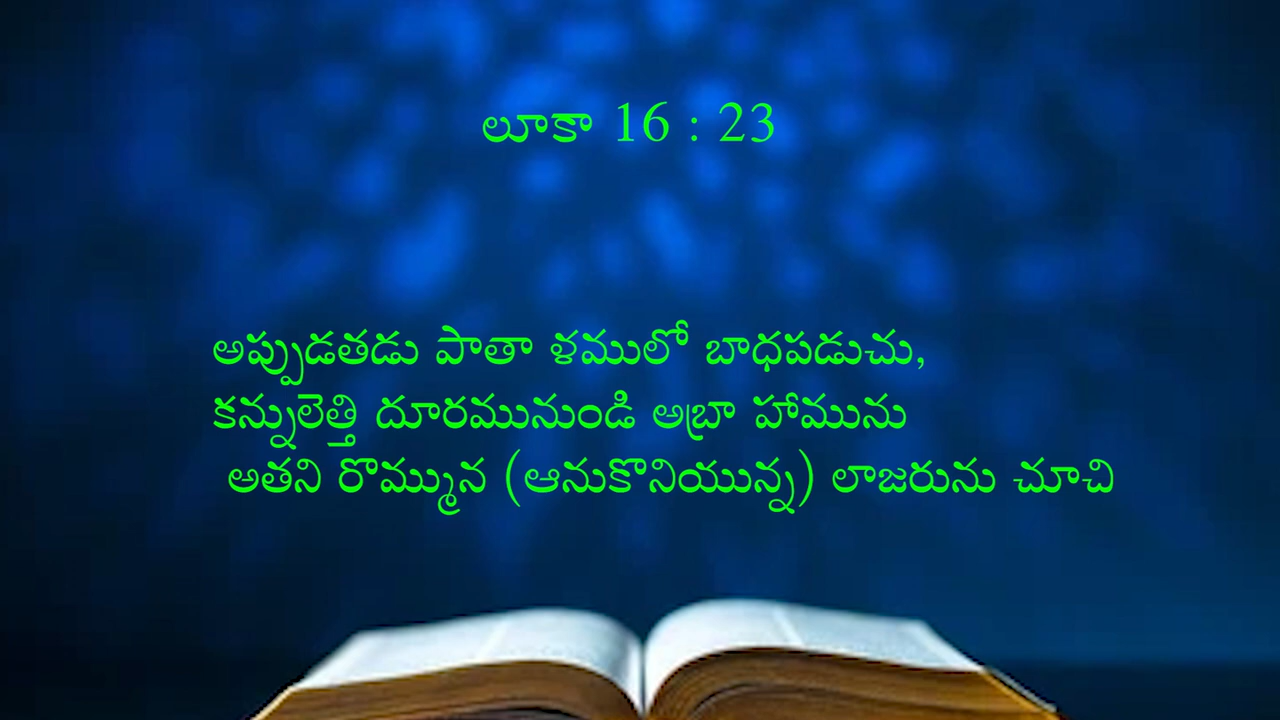 లూకా 16 : 23
అప్పుడతడు పాతా ళములో బాధపడుచు,
కన్నులెత్తి దూరమునుండి అబ్రా హామును
అతని రొమ్మున (ఆనుకొనియున్న) లాజరును చూచి